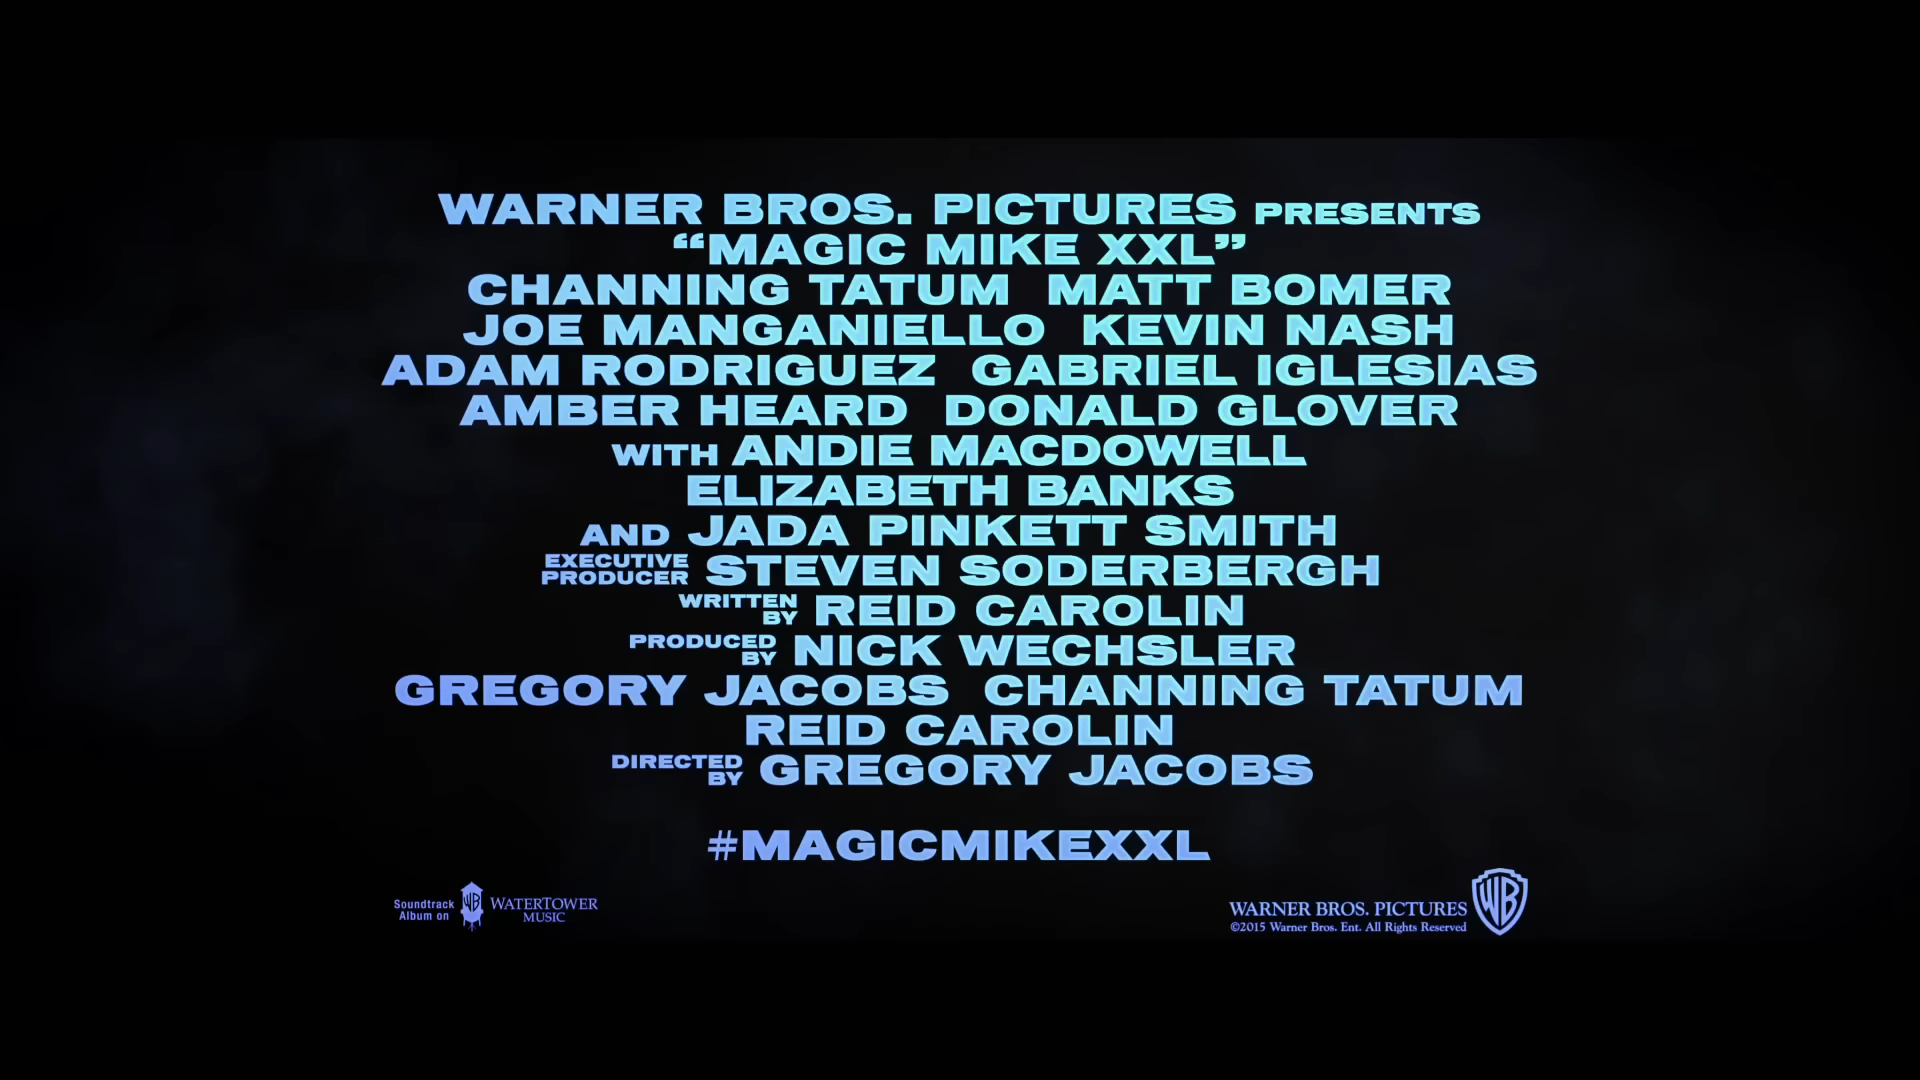 WARNER BROS. PICTURES PRESENTS
“MAGIC MIKE XXL”
CHANNING TATUM MATT BOMER
JOE MANGANIELLO KEVIN NASH
ADAM RODRIGUEZ GABRIEL IGLESIAS
AMBER HEARD DONALD GLOVER
WITH ANDIE MACDOWELL
ELIZABETH BANKS
AND JADA PINKETT SMITH
EXECUTIVE PRODUCER STEVEN SODERBERGH
WRITTEN BY REID CAROLIN
PRODUCED BY NICK WECHSLER
GREGORY JACOBS CHANNING TATUM
REID CAROLIN
DIRECTED BY GREGORY JACOBS
#MAGICMIKEXXL
Soundtrack
Album on
WB
WATERTOWER
MUSIC
WARNER BROS. PICTURES
©2015 Warner Bros. Ent. All Rights Reserved
WB